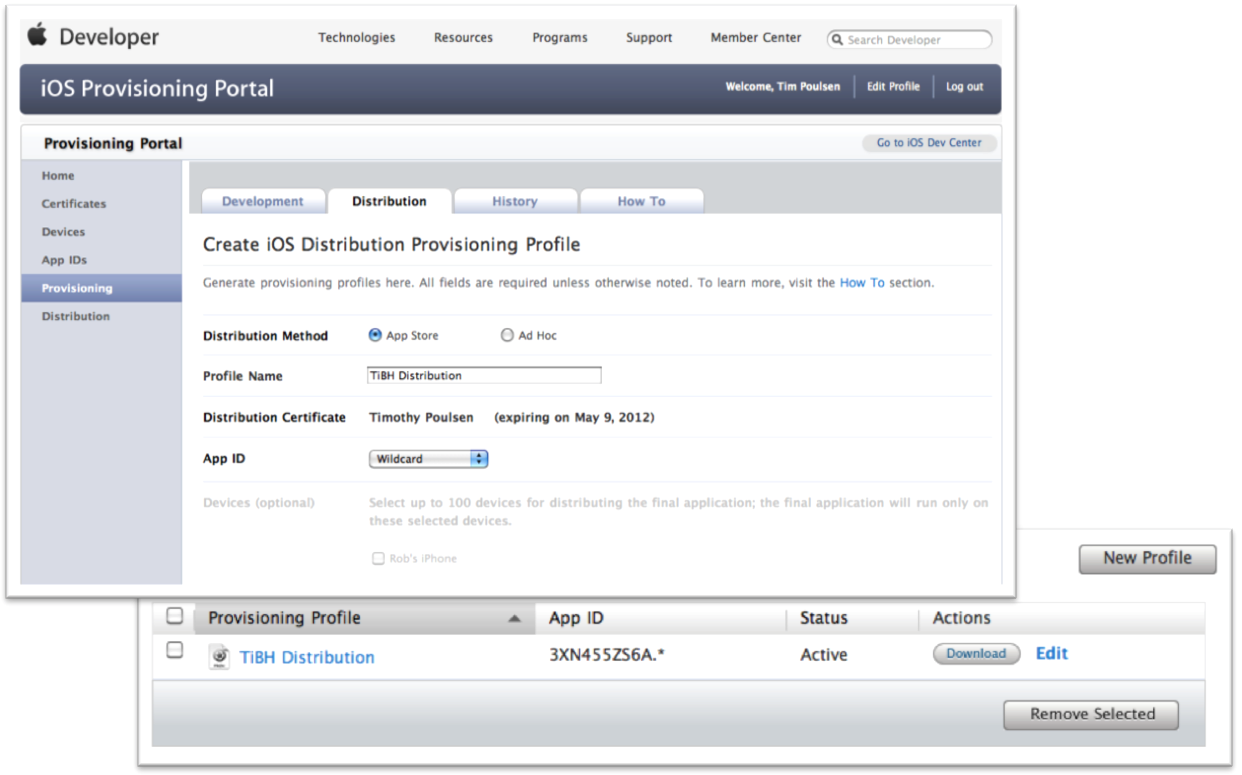 Developer
Technologies Resources Programs Support Member Center Search Developer
iOS Provisioning Portal
Welcome, Tim Poulsen Edit Profile Log out
Provisioning Portal
Go to iOS Dev Center
Home
Certificates
Devices
App IDs
Provisioning
Distribution
Development Distribution History How To
Create iOS Distribution Provisioning Profile
Generate provisioning profiles here. All fields are required unless otherwise noted. To learn more, visit the How To section.
Distribution Method App Store Ad Hoc
Profile Name TiBH Distribution
Distribution Certificate Timothy Poulsen (expiring on May 9, 2012)
App ID Wildcard
Devices (optional) Select up to 100 devices for distributing the final application; the final application will run only on
these selected devices.
Rob's iPhone
New Profile
Provisioning Profile App ID Status Actions
TiBH Distribution 3XN455ZS6A.* Active Download Edit
Remove Selected